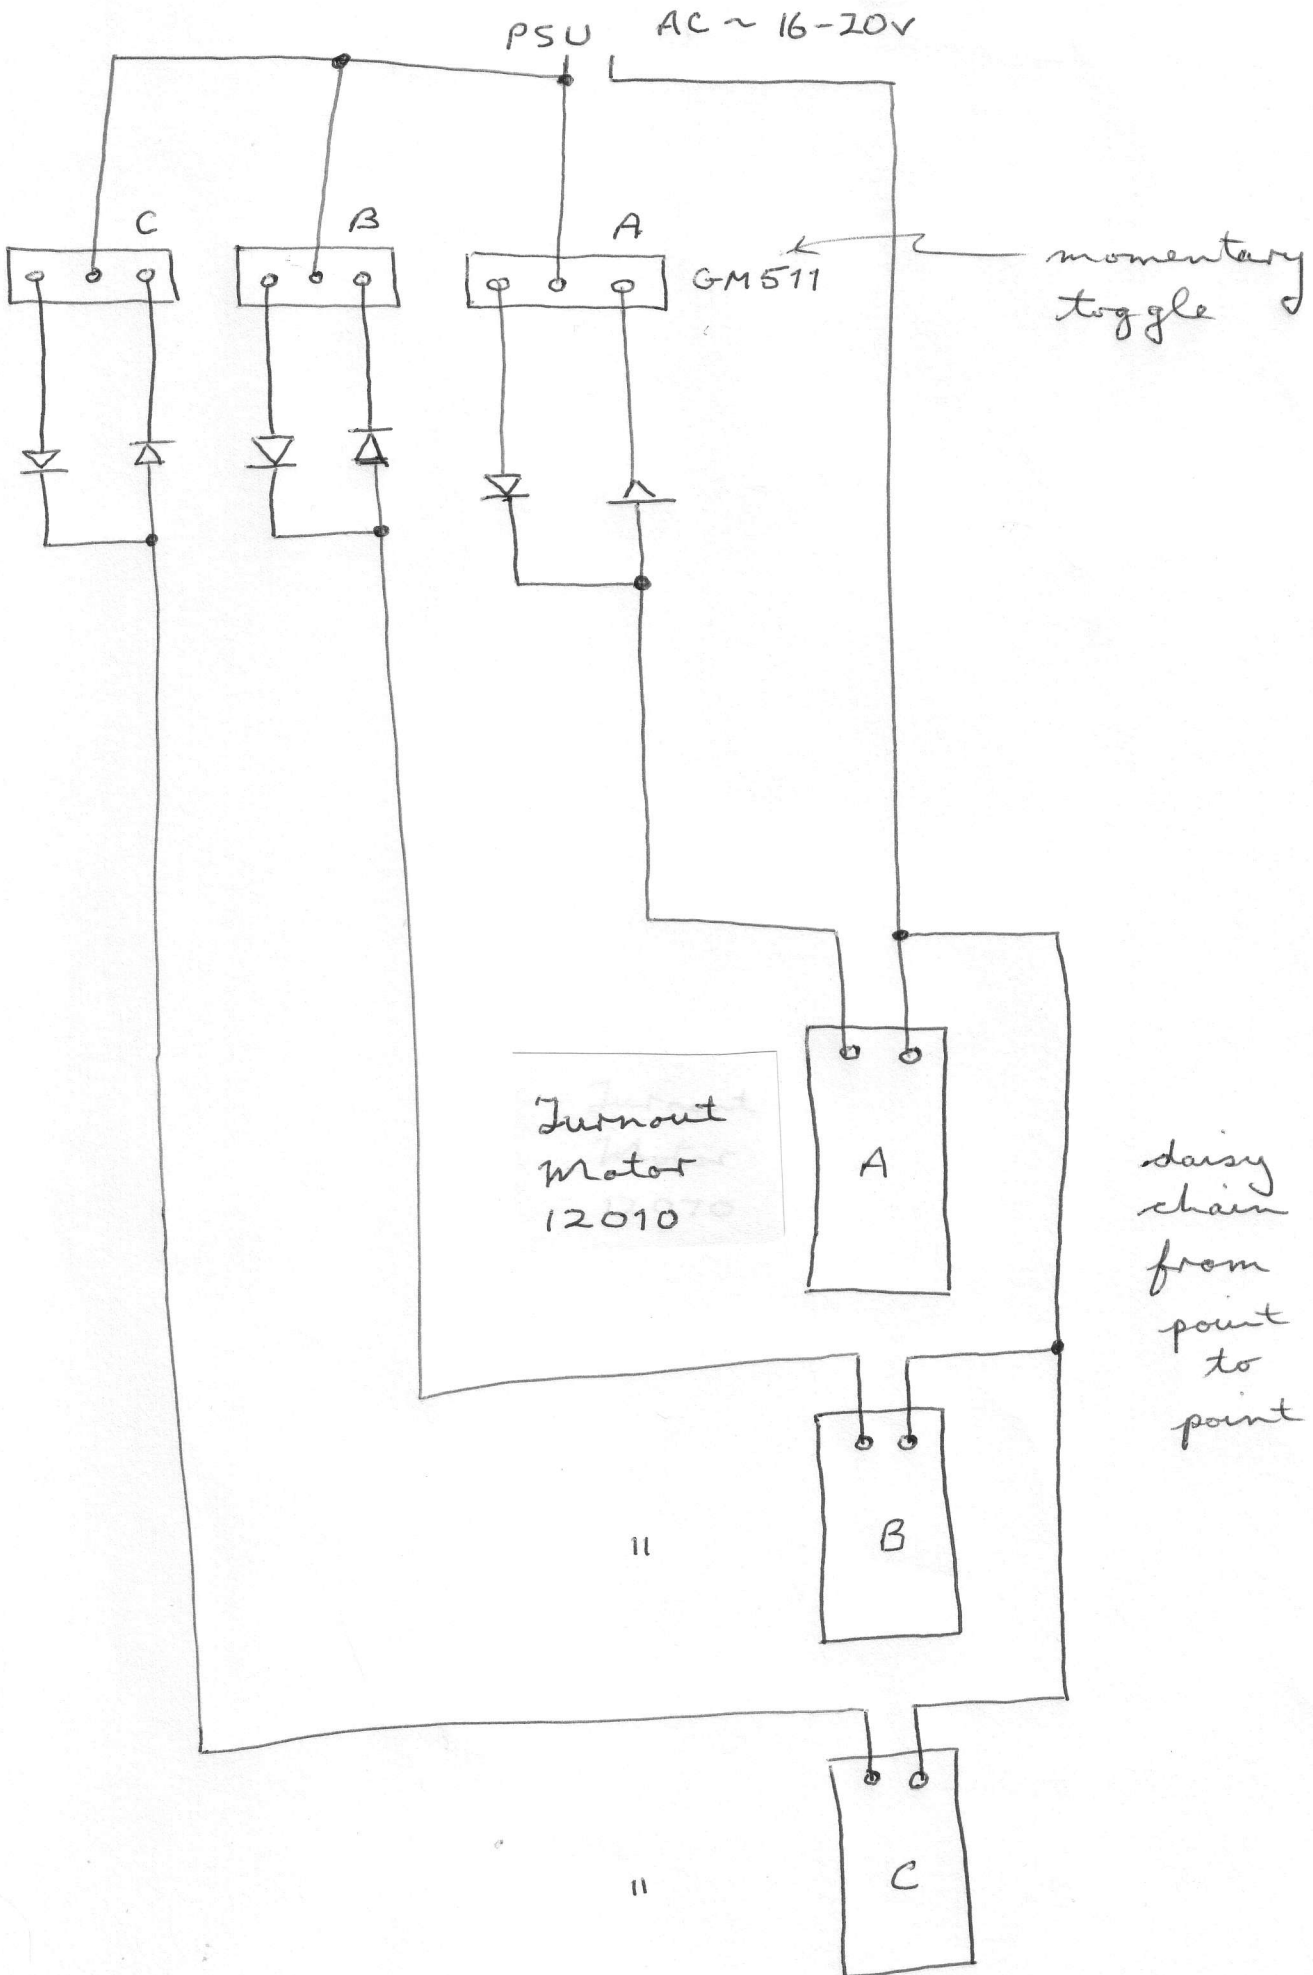 PSU AC ~ 16-20v
C
B
A
GM511
momentary
toggle
Turnout
Motor
12010
A
daisy
chain
from
point
to
point
"
B
"
C